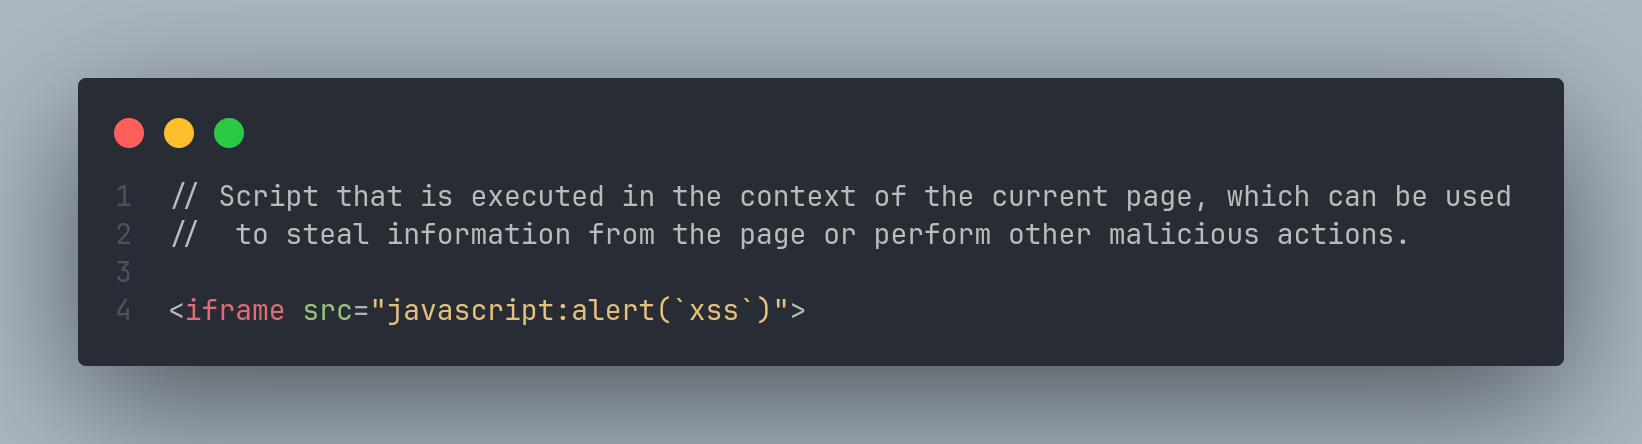 1 // Script that is executed in the context of the current page, which can be used
2 //  to steal information from the page or perform other malicious actions.
3
4 <iframe src="javascript:alert(`xss`)">